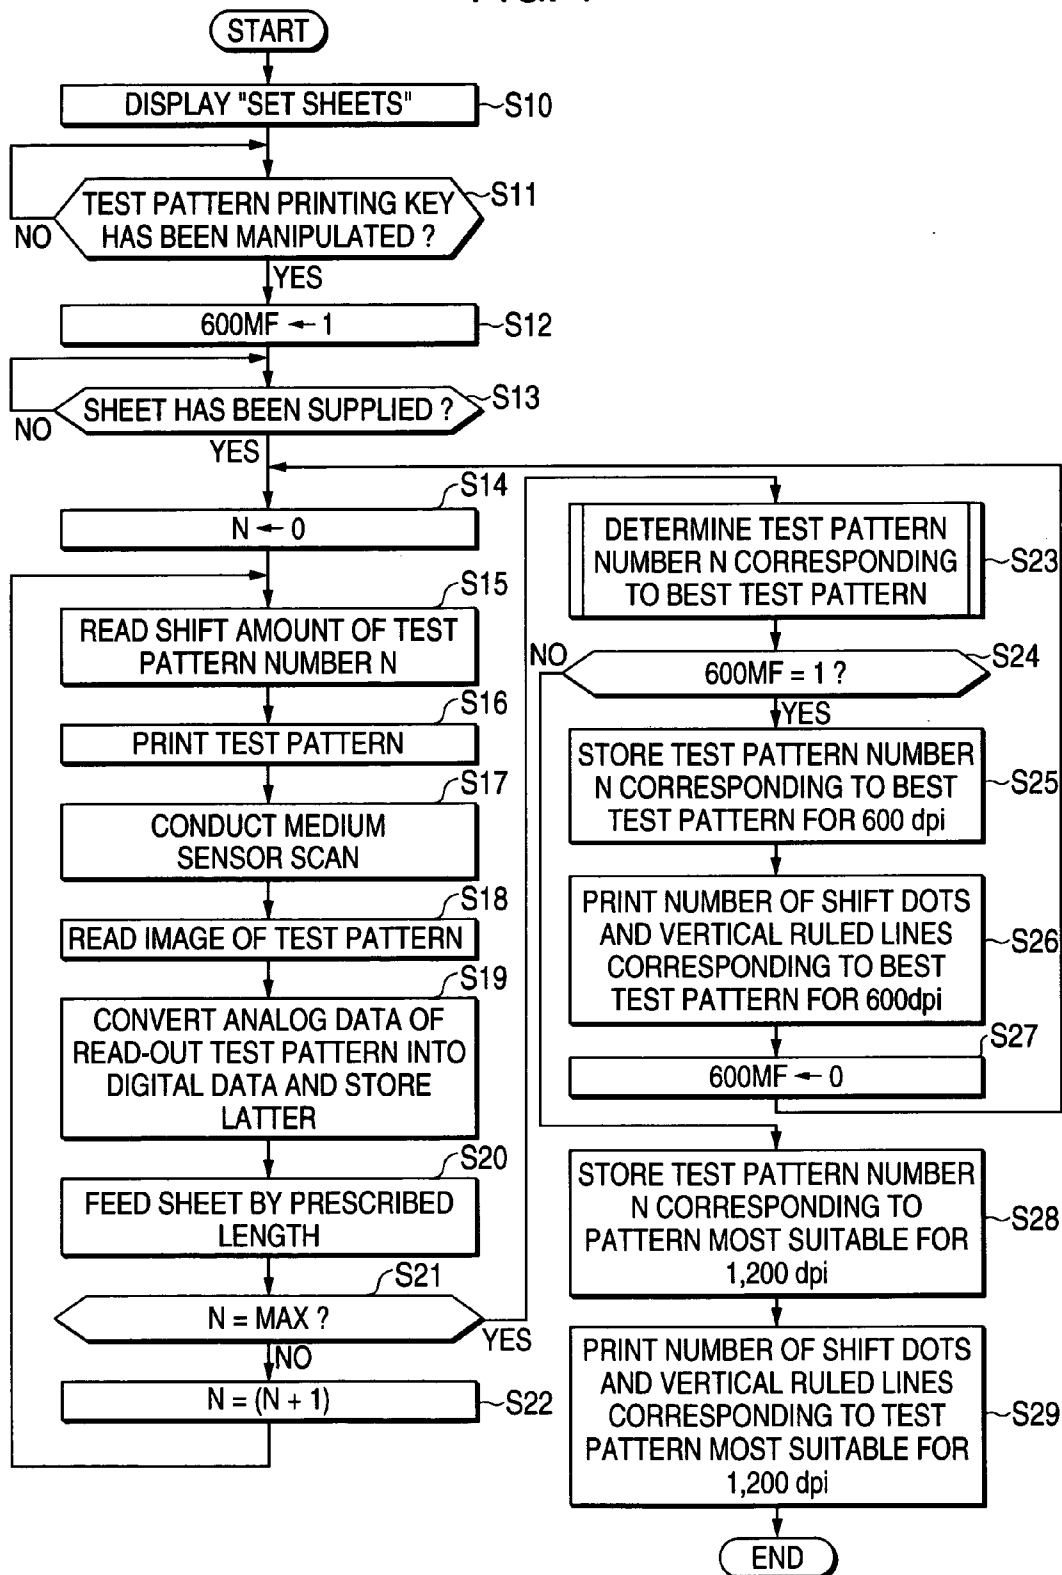 START
DISPLAY "SET SHEETS"
S10
TEST PATTERN PRINTING KEY
HAS BEEN MANIPULATED ?
S11
NO
YES
600MF ← 1
S12
SHEET HAS BEEN SUPPLIED ?
S13
NO
YES
S14
N ← 0
S15
READ SHIFT AMOUNT OF TEST
PATTERN NUMBER N
S16
PRINT TEST PATTERN
S17
CONDUCT MEDIUM
SENSOR SCAN
S18
READ IMAGE OF TEST PATTERN
S19
CONVERT ANALOG DATA OF
READ-OUT TEST PATTERN INTO
DIGITAL DATA AND STORE
LATTER
S20
FEED SHEET BY PRESCRIBED
LENGTH
S21
N = MAX ?
YES
NO
N = (N + 1)
S22
DETERMINE TEST PATTERN
NUMBER N CORRESPONDING
TO BEST TEST PATTERN
S23
NO
S24
600MF = 1 ?
YES
STORE TEST PATTERN NUMBER
N CORRESPONDING TO BEST
TEST PATTERN FOR 600 dpi
S25
PRINT NUMBER OF SHIFT DOTS
AND VERTICAL RULED LINES
CORRESPONDING TO BEST
TEST PATTERN FOR 600dpi
S26
S27
600MF ← 0
STORE TEST PATTERN NUMBER
N CORRESPONDING TO
PATTERN MOST SUITABLE FOR
1,200 dpi
S28
PRINT NUMBER OF SHIFT DOTS
AND VERTICAL RULED LINES
CORRESPONDING TO TEST
PATTERN MOST SUITABLE FOR
1,200 dpi
S29
END